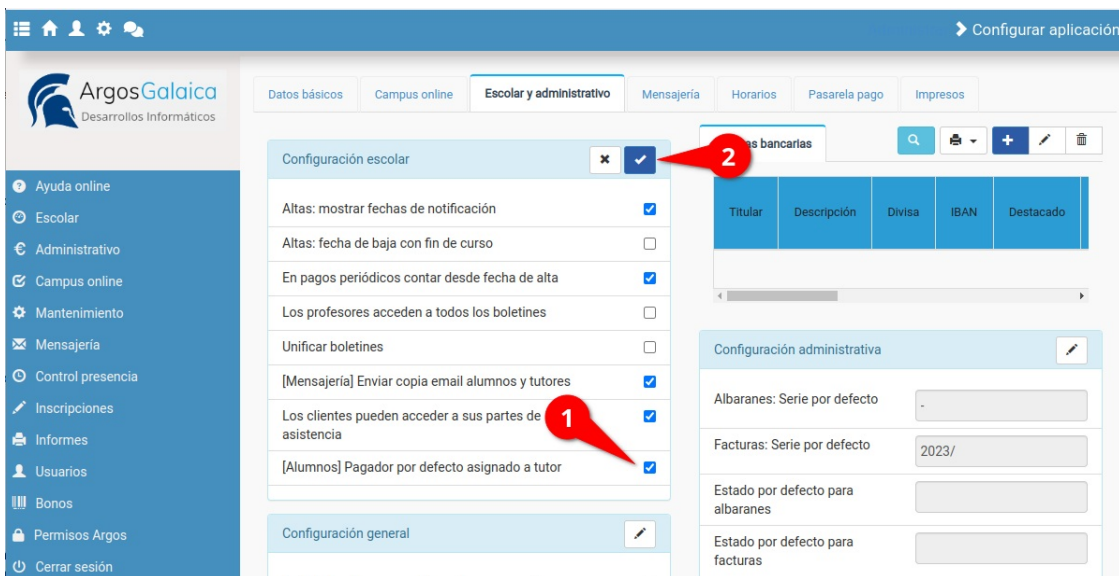 Configurar aplicación
ArgosGalaica
Desarrollos Informáticos
Ayuda online
Escolar
Administrativo
Campus online
Mantenimiento
Mensajería
Control presencia
Inscripciones
Informes
Usuarios
Bonos
Permisos Argos
Cerrar sesión
Datos básicos
Campus online
Escolar y administrativo
Mensajería
Horarios
Pasarela pago
Impresos
Configuración escolar
2
Altas: mostrar fechas de notificación
Altas: fecha de baja con fin de curso
En pagos periódicos contar desde fecha de alta
Los profesores acceden a todos los boletines
Unificar boletines
[Mensajería] Enviar copia email alumnos y tutores
Los clientes pueden acceder a sus partes de
asistencia
1
[Alumnos] Pagador por defecto asignado a tutor
Configuración general
bancarias
Titular Descripción Divisa IBAN Destacado
Configuración administrativa
Albaranes: Serie por defecto
-
Facturas: Serie por defecto
2023/
Estado por defecto para
albaranes
Estado por defecto para
facturas